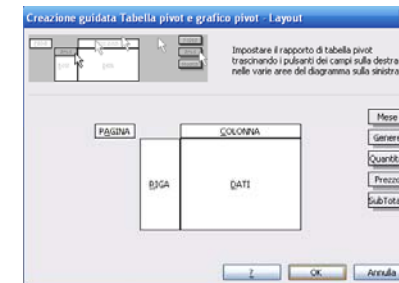 Creazione guidata Tabella pivot e grafico pivot - Layout
Impostare il rapporto di tabella pivot
trascinando i pulsanti dei campi sulla destra
nelle varie aree del diagramma sulla sinistra
PAGINA
COLONNA
RIGA
DATI
Mese
Genere
Quantit
Prezzo
SubTota
?
OK
Annulla